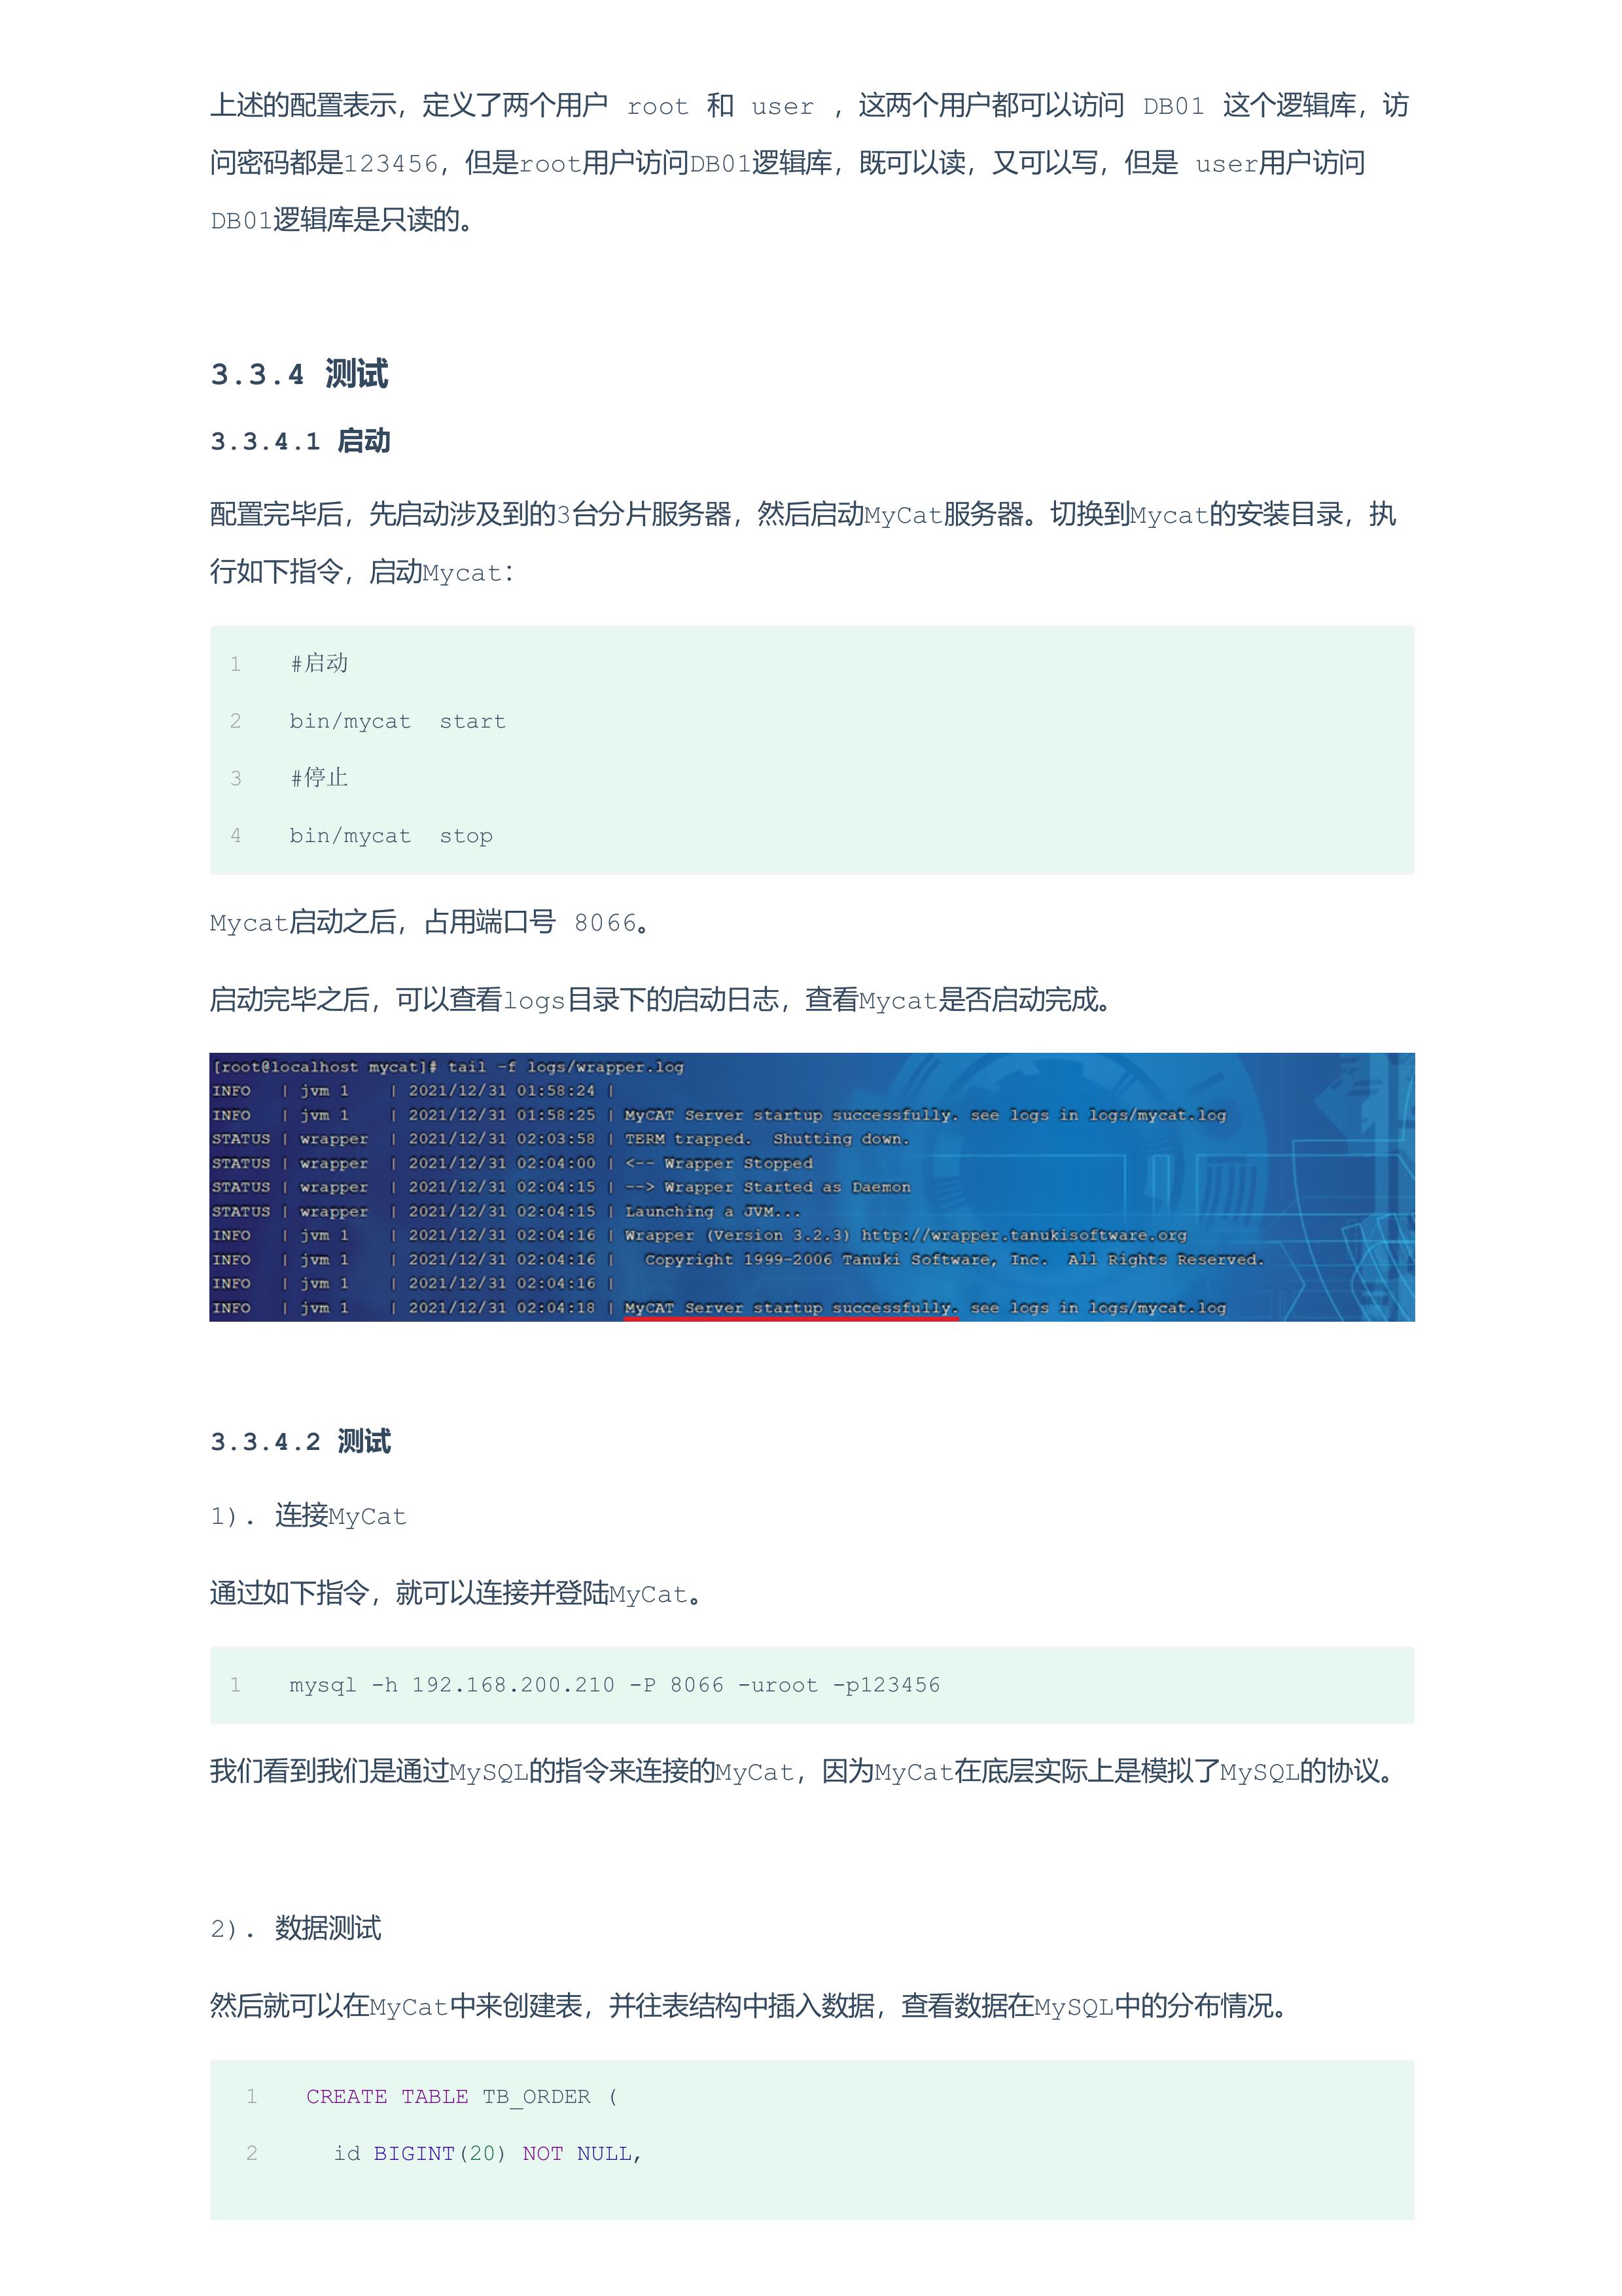 上述的配置表示，定义了两个用户 root 和 user ，这两个用户都可以访问 DB01 这个逻辑库，访
问密码都是123456，但是root用户访问DB01逻辑库，既可以读，又可以写，但是 user用户访问
DB01逻辑库是只读的。
3.3.4 测试
3.3.4.1 启动
配置完毕后，先启动涉及到的3台分片服务器，然后启动MyCat服务器。切换到Mycat的安装目录，执
行如下指令，启动Mycat：
1 #启动
2 bin/mycat  start
3 #停止
4 bin/mycat  stop
Mycat启动之后，占用端口号 8066。
启动完毕之后，可以查看logs目录下的启动日志，查看Mycat是否启动完成。
[root@localhost mycat]# tail -f logs/wrapper.log
INFO   | jvm 1    | 2021/12/31 01:58:24 |
INFO   | jvm 1    | 2021/12/31 01:58:25 | MyCAT Server startup successfully. see logs in logs/mycat.log
STATUS | wrapper  | 2021/12/31 02:03:58 | TERM trapped.  Shutting down.
STATUS | wrapper  | 2021/12/31 02:04:00 | <-- Wrapper Stopped
STATUS | wrapper  | 2021/12/31 02:04:15 | --> Wrapper Started as Daemon
STATUS | wrapper  | 2021/12/31 02:04:15 | Launching a JVM...
INFO   | jvm 1    | 2021/12/31 02:04:16 | Wrapper (Version 3.2.3) http://wrapper.tanukisoftware.org
INFO   | jvm 1    | 2021/12/31 02:04:16 |   Copyright 1999-2006 Tanuki Software, Inc.  All Rights Reserved.
INFO   | jvm 1    | 2021/12/31 02:04:16 |
INFO   | jvm 1    | 2021/12/31 02:04:18 | MyCAT Server startup successfully. see logs in logs/mycat.log
3.3.4.2 测试
1). 连接MyCat
通过如下指令，就可以连接并登陆MyCat。
1 mysql -h 192.168.200.210 -P 8066 -uroot -p123456
我们看到我们是通过MySQL的指令来连接的MyCat，因为MyCat在底层实际上是模拟了MySQL的协议。
2). 数据测试
然后就可以在MyCat中来创建表，并往表结构中插入数据，查看数据在MySQL中的分布情况。
1 CREATE TABLE TB_ORDER (
2   id BIGINT(20) NOT NULL,